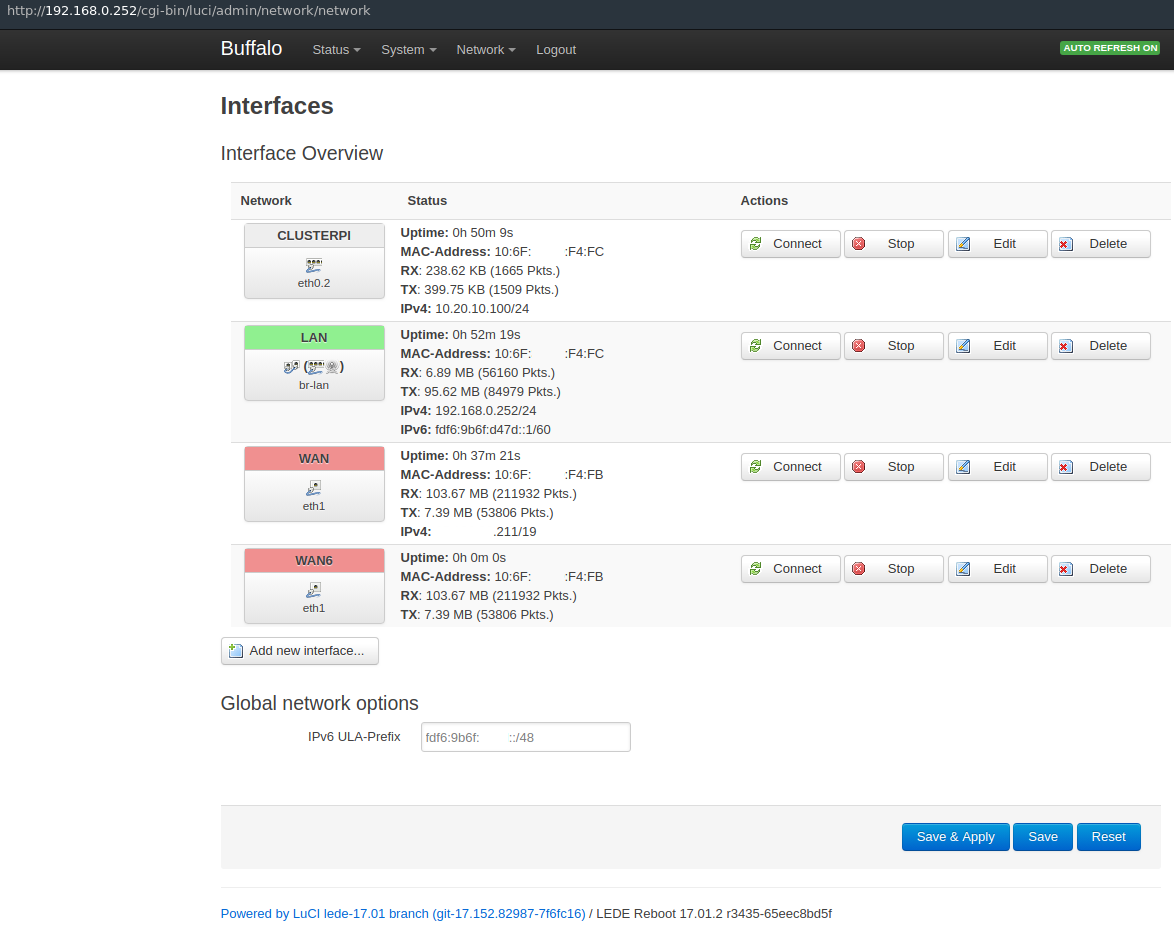 http://192.168.0.252/cgi-bin/luci/admin/network/network
Buffalo Status System Network Logout AUTO REFRESH ON
Interfaces
Interface Overview
Network Status Actions
CLUSTERPI
eth0.2
Uptime: 0h 50m 9s
MAC-Address: 10:6F: :F4:FC
RX: 238.62 KB (1665 Pkts.)
TX: 399.75 KB (1509 Pkts.)
IPv4: 10.20.10.100/24
Connect Stop Edit Delete
LAN
( )
br-lan
Uptime: 0h 52m 19s
MAC-Address: 10:6F: :F4:FC
RX: 6.89 MB (56160 Pkts.)
TX: 95.62 MB (84979 Pkts.)
IPv4: 192.168.0.252/24
IPv6: fdf6:9b6f:d47d::1/60
Connect Stop Edit Delete
WAN
eth1
Uptime: 0h 37m 21s
MAC-Address: 10:6F: :F4:FB
RX: 103.67 MB (211932 Pkts.)
TX: 7.39 MB (53806 Pkts.)
IPv4: .211/19
Connect Stop Edit Delete
WAN6
eth1
Uptime: 0h 0m 0s
MAC-Address: 10:6F: :F4:FB
RX: 103.67 MB (211932 Pkts.)
TX: 7.39 MB (53806 Pkts.)
Connect Stop Edit Delete
Add new interface...
Global network options
IPv6 ULA-Prefix fdf6:9b6f: ::/48
Save & Apply Save Reset
Powered by LuCI lede-17.01 branch (git-17.152.82987-7f6fc16) / LEDE Reboot 17.01.2 r3435-65eec8bd5f